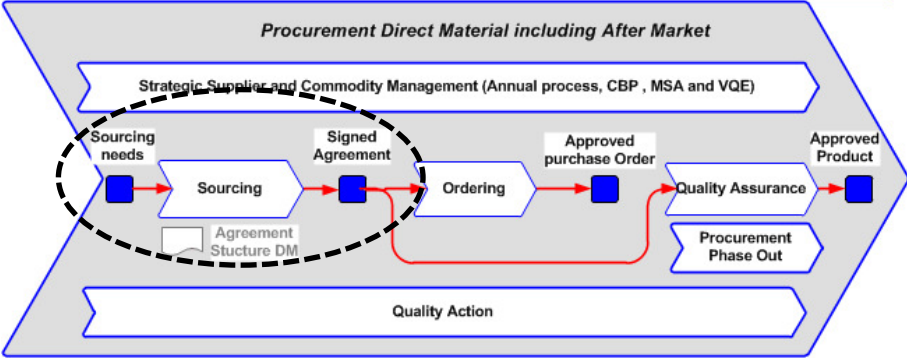 Procurement Direct Material including After Market
Strategic Supplier and Commodity Management (Annual process, CBP , MSA and VQE)
Sourcing
needs
Signed
Agreement
Approved
purchase Order
Approved
Product
Sourcing
Ordering
Quality Assurance
Agreement
Stucture DM
Procurement
Phase Out
Quality Action